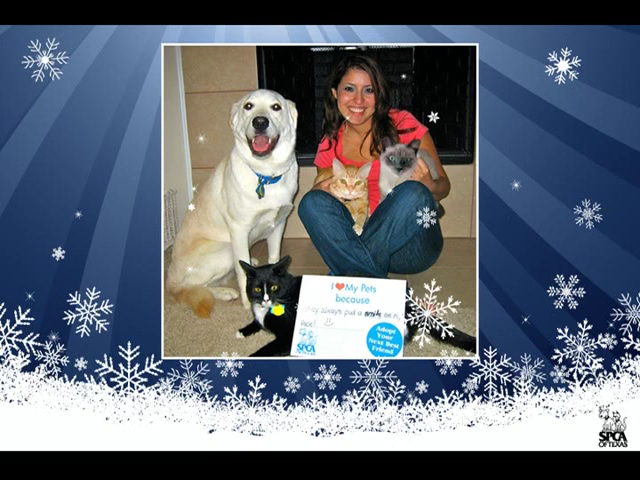 I ❤ My Pets
because
They always put a smile on my
face! :)
Adopt
Your
Next Best
Friend
SPCA
SPCA
OF TEXAS